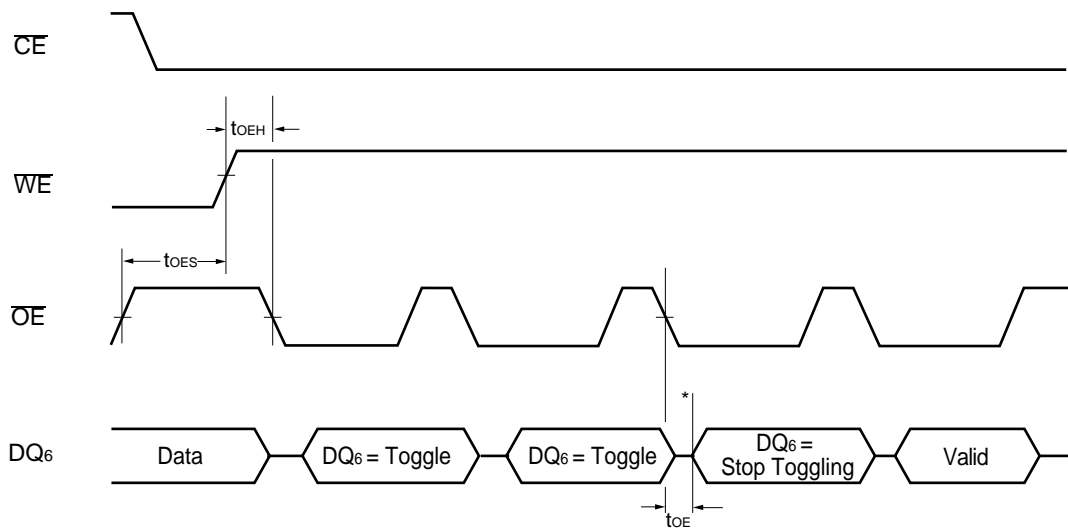 CE
tOEH
WE
tOES
OE
*
DQ6
Data
DQ6 = Toggle
DQ6 = Toggle
DQ6 =
Stop Toggling
Valid
tOE